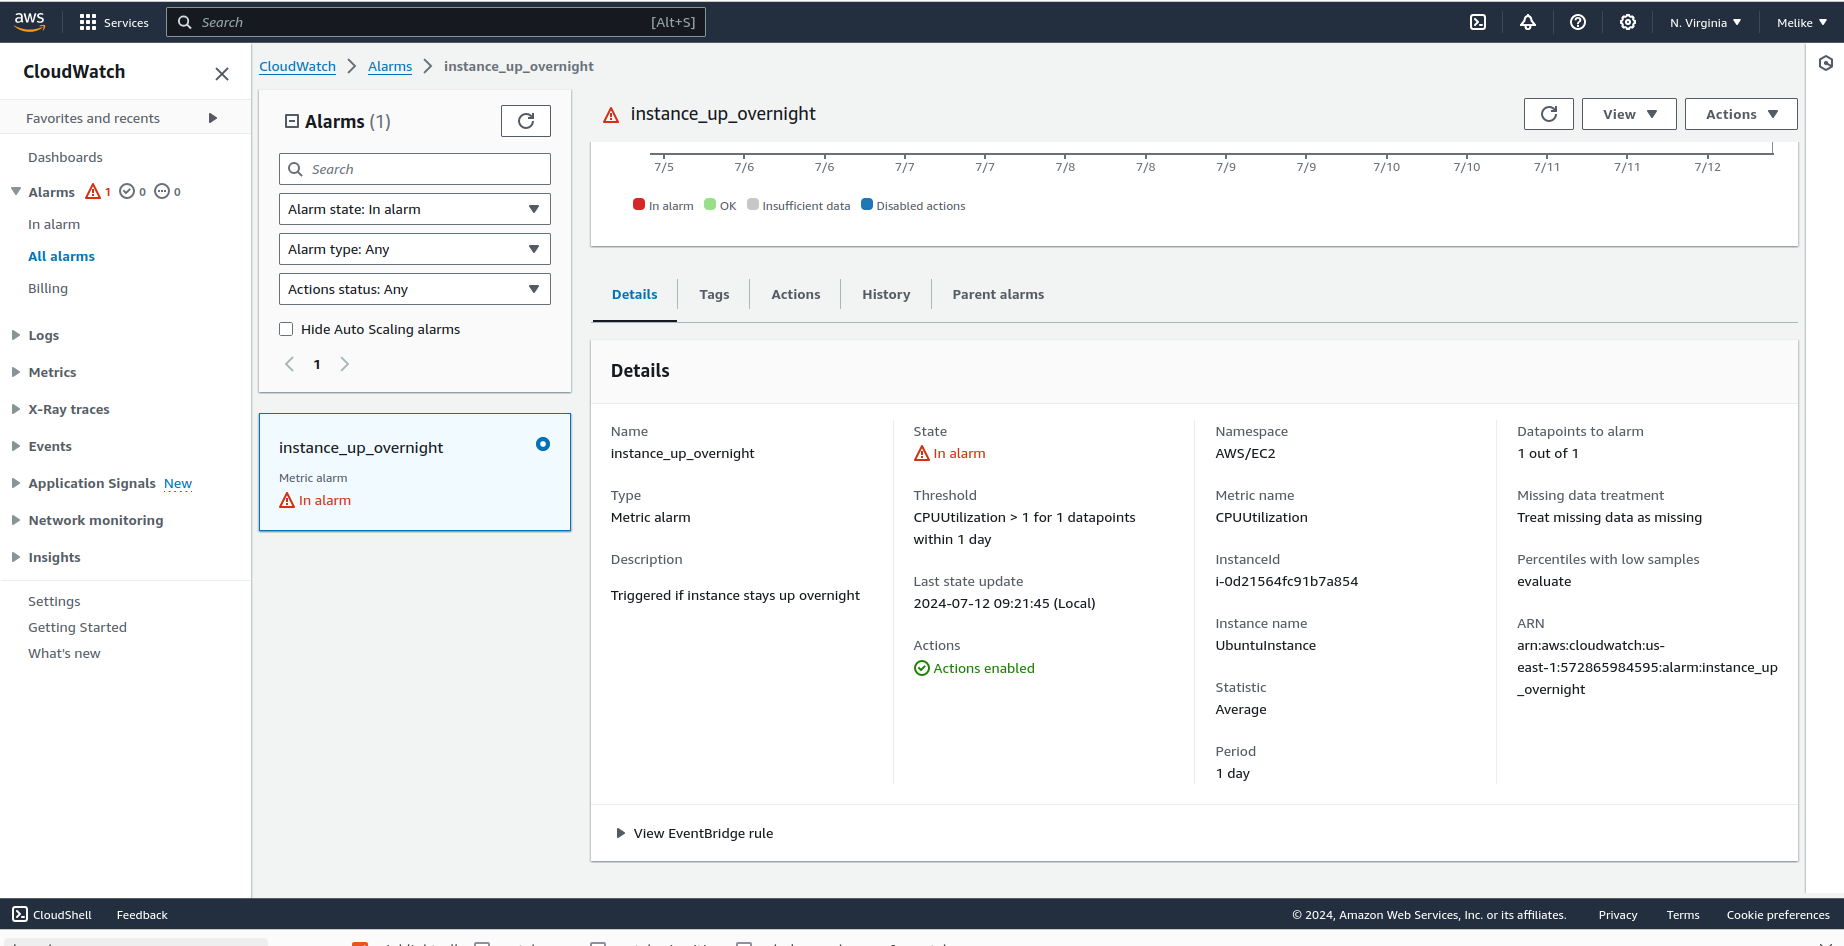 aws
Services
Search
[Alt+S]
N. Virginia
Melike
CloudWatch
Favorites and recents
Dashboards
Alarms 1 0 0
In alarm
All alarms
Billing
Logs
Metrics
X-Ray traces
Events
Application Signals New
Network monitoring
Insights
Settings
Getting Started
What's new
CloudWatch
Alarms
instance_up_overnight
Alarms (1)
Search
Alarm state: In alarm
Alarm type: Any
Actions status: Any
Hide Auto Scaling alarms
1
instance_up_overnight
Metric alarm
In alarm
instance_up_overnight
View
Actions
7/5 7/6 7/6 7/7 7/7 7/8 7/8 7/9 7/9 7/10 7/10 7/11 7/11 7/12
In alarm OK Insufficient data Disabled actions
Details
Tags
Actions
History
Parent alarms
Details
Name
instance_up_overnight
Type
Metric alarm
Description
Triggered if instance stays up overnight
State
In alarm
Threshold
CPUUtilization > 1 for 1 datapoints
within 1 day
Last state update
2024-07-12 09:21:45 (Local)
Actions
Actions enabled
Namespace
AWS/EC2
Metric name
CPUUtilization
InstanceId
i-0d21564fc91b7a854
Instance name
UbuntuInstance
Statistic
Average
Period
1 day
Datapoints to alarm
1 out of 1
Missing data treatment
Treat missing data as missing
Percentiles with low samples
evaluate
ARN
arn:aws:cloudwatch:us-
east-1:572865984595:alarm:instance_up
_overnight
View EventBridge rule
CloudShell
Feedback
© 2024, Amazon Web Services, Inc. or its affiliates.
Privacy
Terms
Cookie preferences